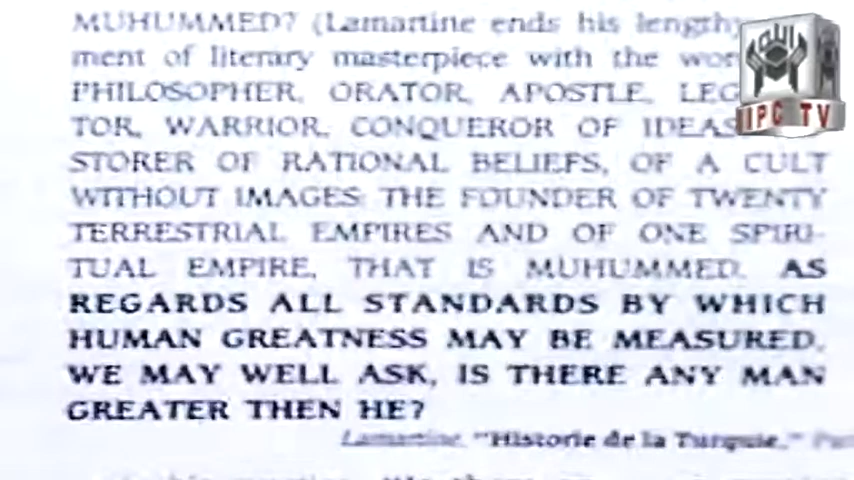 MUHUMMED? (Lamartine ends his lengthy
ment of literary masterpiece with the wor
PHILOSOPHER, ORATOR, APOSTLE, LEG
TOR, WARRIOR, CONQUEROR OF IDEAS
STORER OF RATIONAL BELIEFS, OF A CULT
WITHOUT IMAGES: THE FOUNDER OF TWENTY
TERRESTRIAL EMPIRES AND OF ONE SPIRI-
TUAL EMPIRE, THAT IS MUHUMMED. AS
REGARDS ALL STANDARDS BY WHICH
HUMAN GREATNESS MAY BE MEASURED,
WE MAY WELL ASK, IS THERE ANY MAN
GREATER THEN HE?
Lamartine, "Historie de la Turquie,"
IPC TV